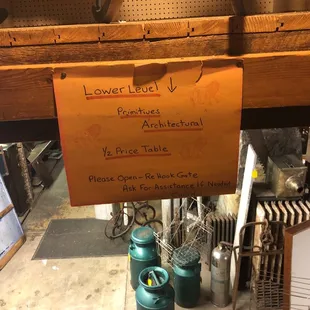 Lower Level ↓
Primitives
Architectural
1/2 Price Table
Please Open - Re Hook Gate
Ask For Assistance If Needed